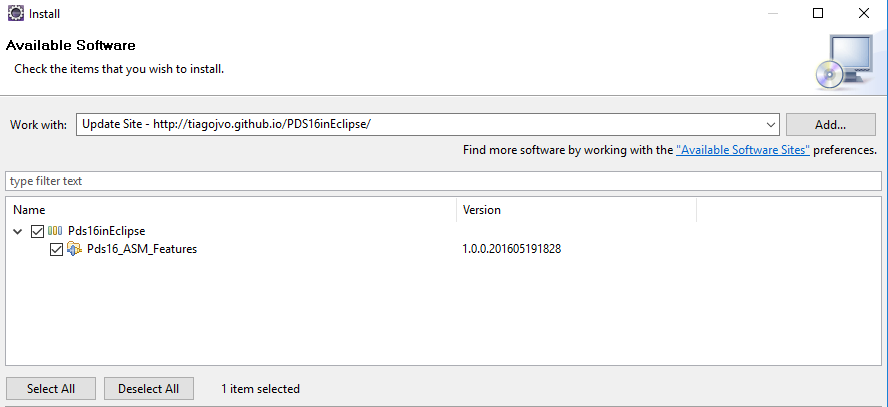 Install
Available Software
Check the items that you wish to install.
Work with: Update Site - http://tiagojvo.github.io/PDS16inEclipse/ Add...
Find more software by working with the "Available Software Sites" preferences.
type filter text
Name Version
Pds16inEclipse
Pds16_ASM_Features 1.0.0.201605191828
Select All Deselect All 1 item selected